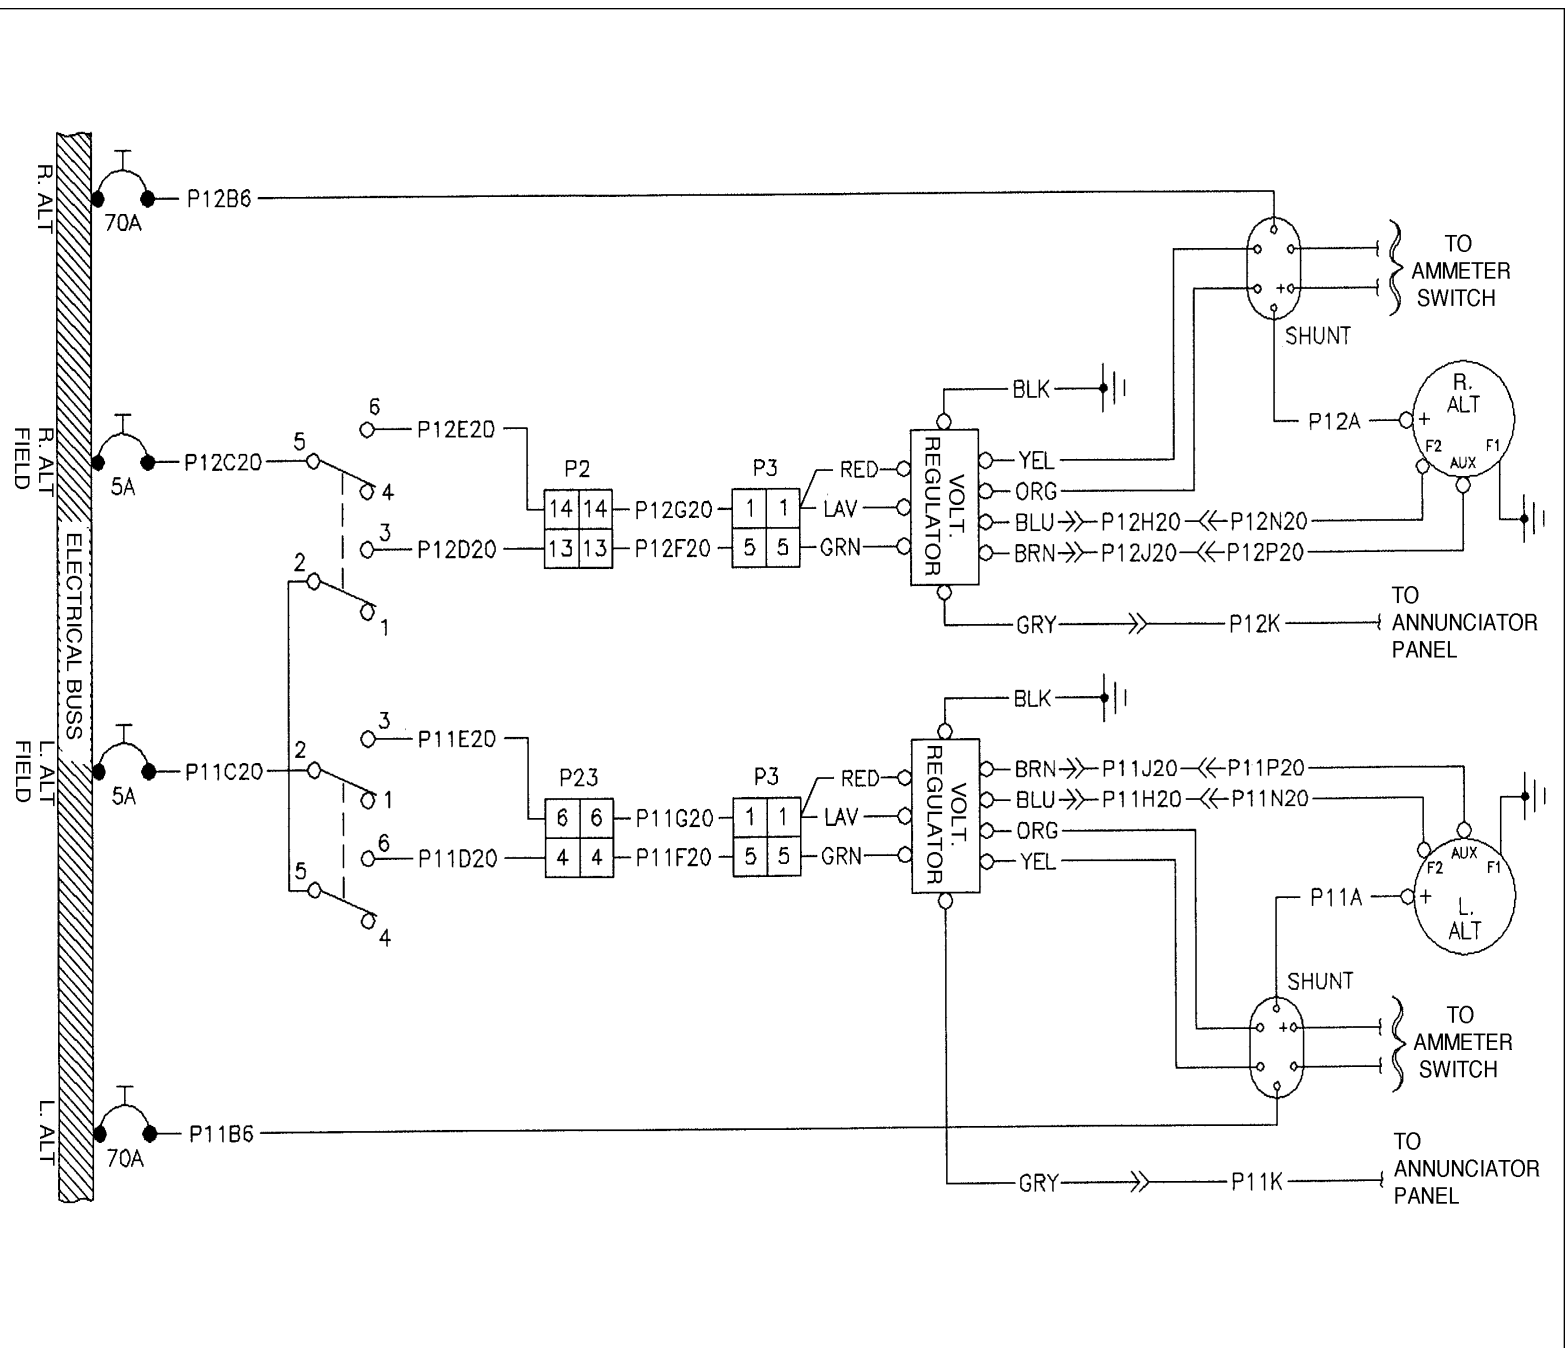 R. ALT
70A
P12B6
TO
AMMETER
SWITCH
SHUNT
BLK
R.
ALT
P12A
+
F2
AUX
F1
R. ALT
FIELD
5A
P12C20
5
6
4
3
2
1
P12E20
P12D20
P2
14 14
13 13
P12G20
P12F20
P3
1 1
5 5
RED
LAV
GRN
VOLT.
REGULATOR
YEL
ORG
BLU
P12H20
P12N20
BRN
P12J20
P12P20
GRY
P12K
TO
ANNUNCIATOR
PANEL
ELECTRICAL BUSS
L. ALT
FIELD
5A
P11C20
3
2
1
6
5
4
P11E20
P11D20
P23
6 6
4 4
P11G20
P11F20
P3
1 1
5 5
BLK
RED
LAV
GRN
VOLT.
REGULATOR
BRN
P11J20
P11P20
BLU
P11H20
P11N20
ORG
YEL
P11A
+
F2
AUX
F1
L.
ALT
SHUNT
+
+
TO
AMMETER
SWITCH
L. ALT
70A
P11B6
GRY
P11K
TO
ANNUNCIATOR
PANEL